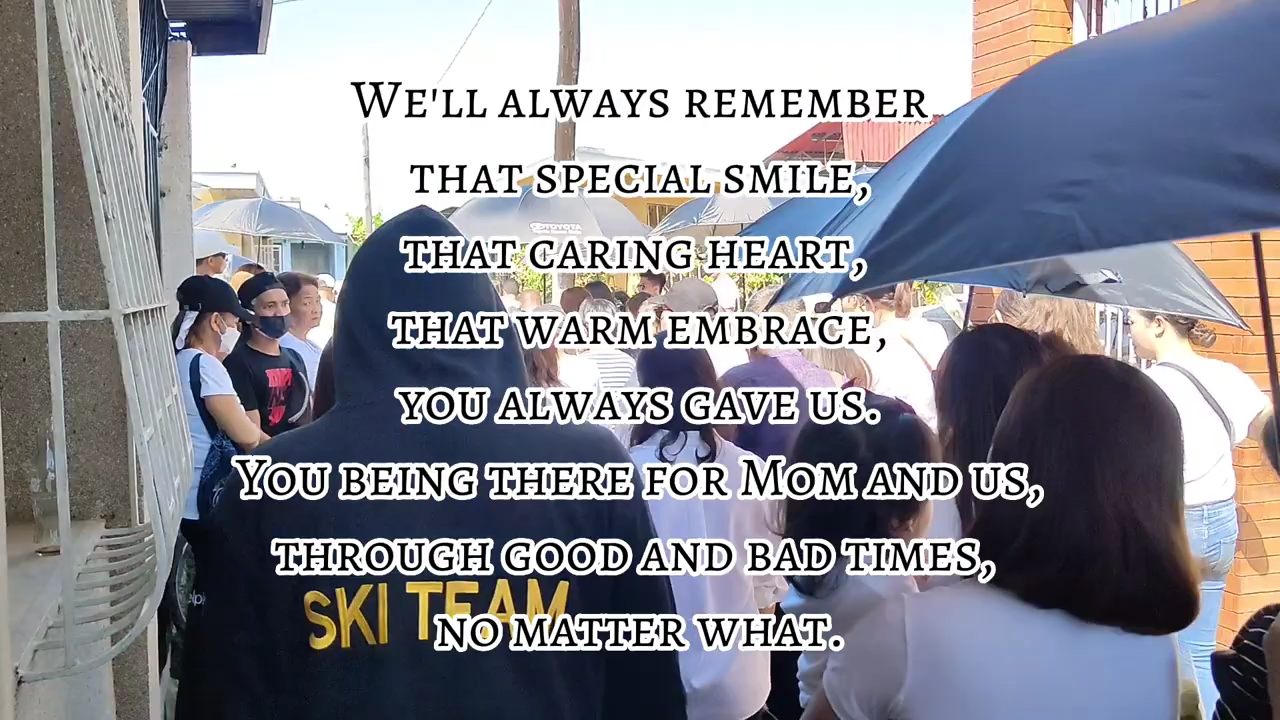 We'll always remember
that special smile,
that caring heart,
that warm embrace,
you always gave us.
You being there for Mom and us,
through good and bad times,
no matter what.
SKI TEAM
TOYOTA